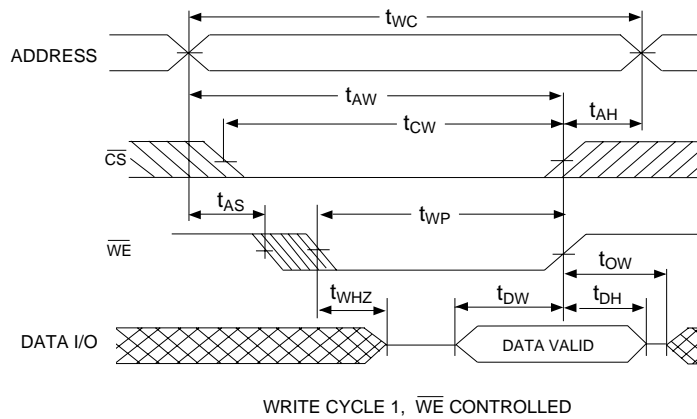 tWC
ADDRESS
tAW
tCW
tAH
CS
tAS
tWP
WE
tOW
tWHZ
tDW
tDH
DATA I/O
DATA VALID
WRITE CYCLE 1, WE CONTROLLED